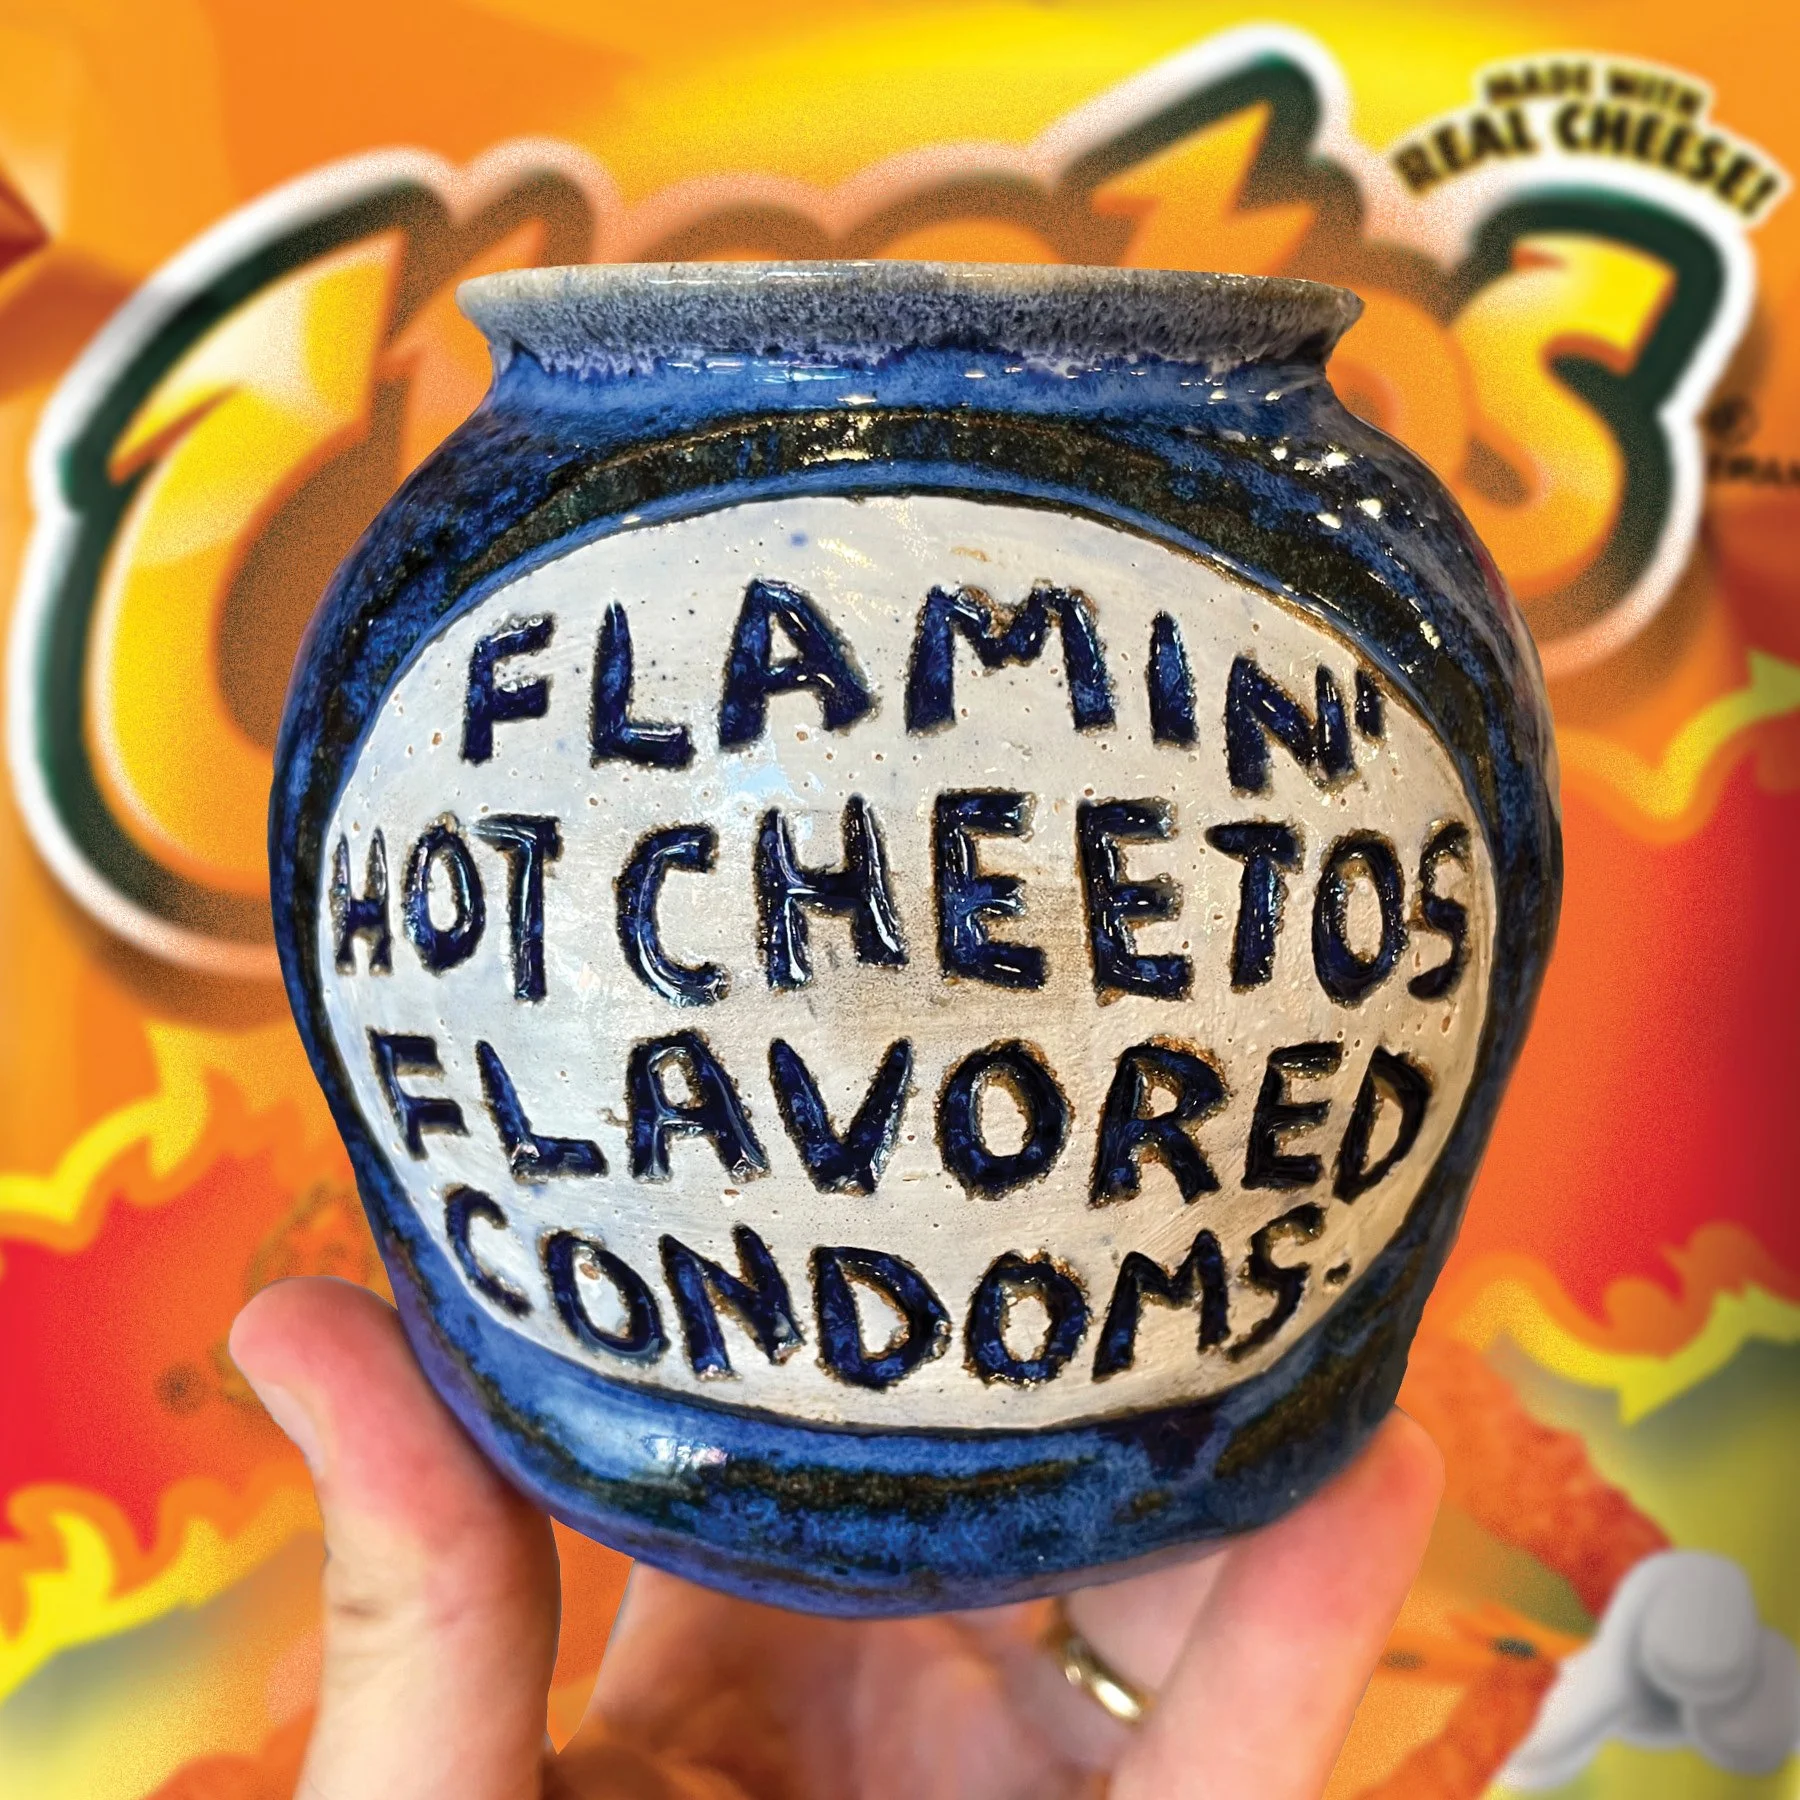 MADE WITH
REAL CHEESE!
FLAMIN'
HOT CHEETOS
FLAVORED
CONDOMS.